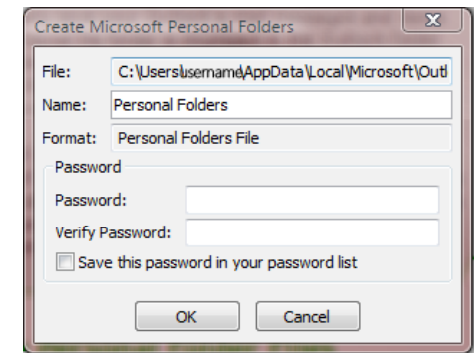 Create Microsoft Personal Folders
File: C:\Users\username\AppData\Local\Microsoft\Outl
Name: Personal Folders
Format: Personal Folders File
Password
Password:
Verify Password:
Save this password in your password list
OK Cancel